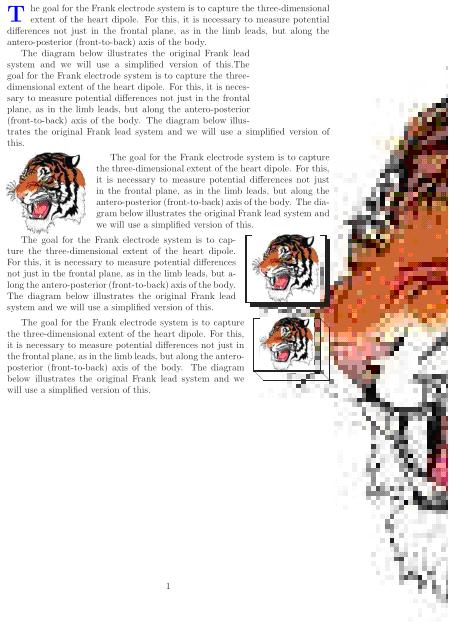 The goal for the Frank electrode system is to capture the three-dimensional
extent of the heart dipole. For this, it is necessary to measure potential
differences not just in the frontal plane, as in the limb leads, but along the
antero-posterior (front-to-back) axis of the body.
The diagram below illustrates the original Frank lead
system and we will use a simplified version of this.The
goal for the Frank electrode system is to capture the three-
dimensional extent of the heart dipole. For this, it is neces-
sary to measure potential differences not just in the frontal
plane, as in the limb leads, but along the antero-posterior
(front-to-back) axis of the body. The diagram below illus-
trates the original Frank lead system and we will use a simplified version of
this.
The goal for the Frank electrode system is to capture
the three-dimensional extent of the heart dipole. For this,
it is necessary to measure potential differences not just
in the frontal plane, as in the limb leads, but along the
antero-posterior (front-to-back) axis of the body. The dia-
gram below illustrates the original Frank lead system and
we will use a simplified version of this.
The goal for the Frank electrode system is to cap-
ture the three-dimensional extent of the heart dipole.
For this, it is necessary to measure potential differences
not just in the frontal plane, as in the limb leads, but a-
long the antero-posterior (front-to-back) axis of the body.
The diagram below illustrates the original Frank lead
system and we will use a simplified version of this.
The goal for the Frank electrode system is to capture
the three-dimensional extent of the heart dipole. For this,
it is necessary to measure potential differences not just in
the frontal plane, as in the limb leads, but along the antero-
posterior (front-to-back) axis of the body. The diagram
below illustrates the original Frank lead system and we
will use a simplified version of this.
1